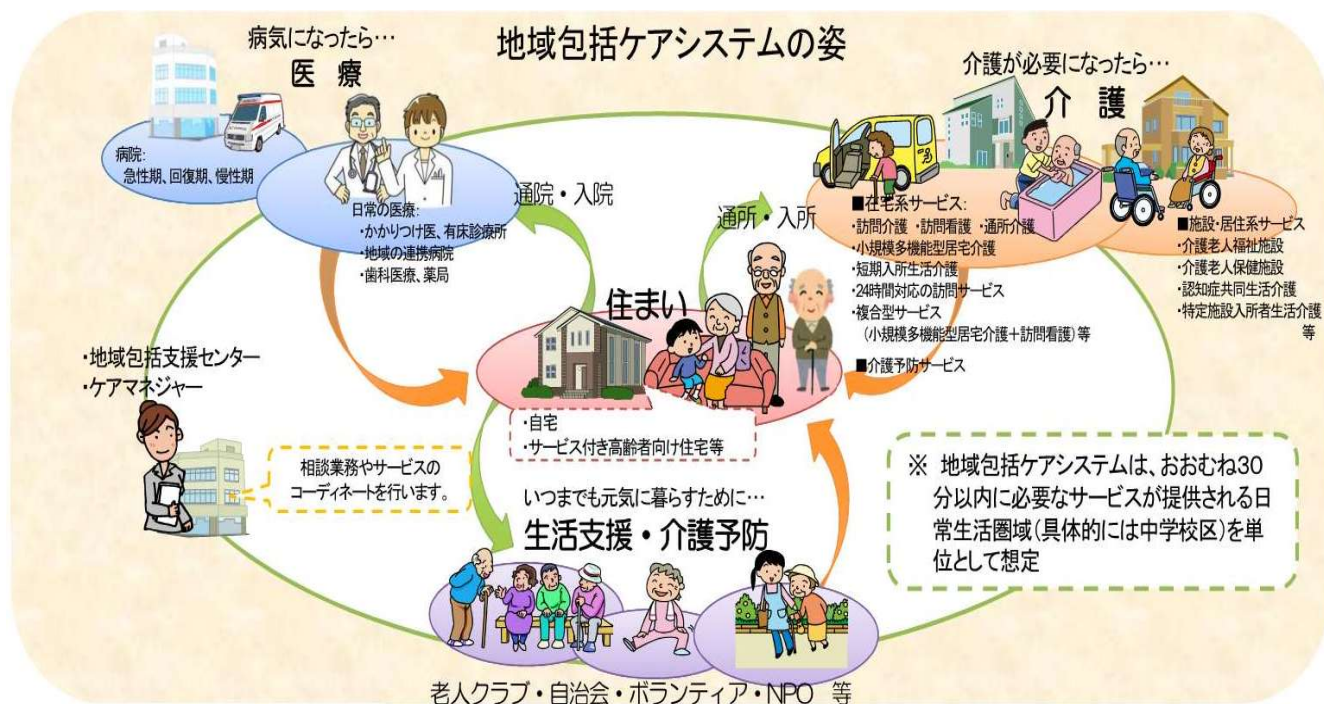 地域包括ケアシステムの姿
病気になったら…
医 療
病院:
急性期、回復期、慢性期
日常の医療:
・かかりつけ医、有床診療所
・地域の連携病院
・歯科医療、薬局
通院・入院
通所・入所
介護が必要になったら…
介 護
■在宅系サービス:
・訪問介護 ・訪問看護 ・通所介護
・小規模多機能型居宅介護
・短期入所生活介護
・24時間対応の訪問サービス
・複合型サービス
(小規模多機能型居宅介護+訪問看護)等
■介護予防サービス
■施設・居住系サービス
・介護老人福祉施設
・介護老人保健施設
・認知症共同生活介護
・特定施設入所者生活介護
等
住まい
・自宅
・サービス付き高齢者向け住宅等
・地域包括支援センター
・ケアマネジャー
相談業務やサービスの
コーディネートを行います。
いつまでも元気に暮らすために…
生活支援・介護予防
老人クラブ・自治会・ボランティア・NPO 等
※ 地域包括ケアシステムは、おおむね30
分以内に必要なサービスが提供される日
常生活圏域(具体的には中学校区)を単
位として想定